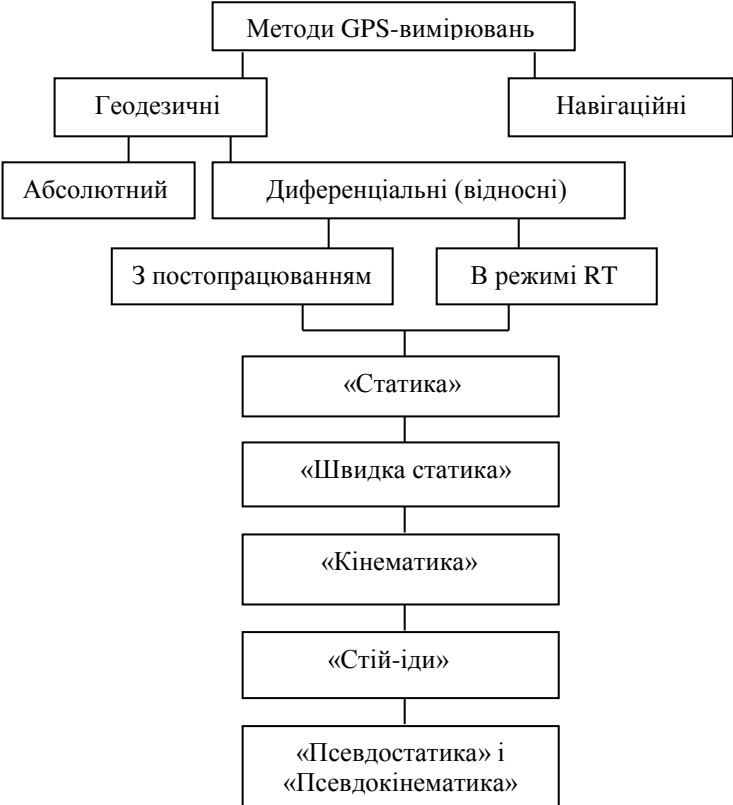 Методи GPS-вимірювань
Геодезичні
Навігаційні
Абсолютний
Диференціальні (відносні)
З постопрацюванням
В режимі RT
«Статика»
«Швидка статика»
«Кінематика»
«Стій-іди»
«Псевдостатика» і
«Псевдокінематика»